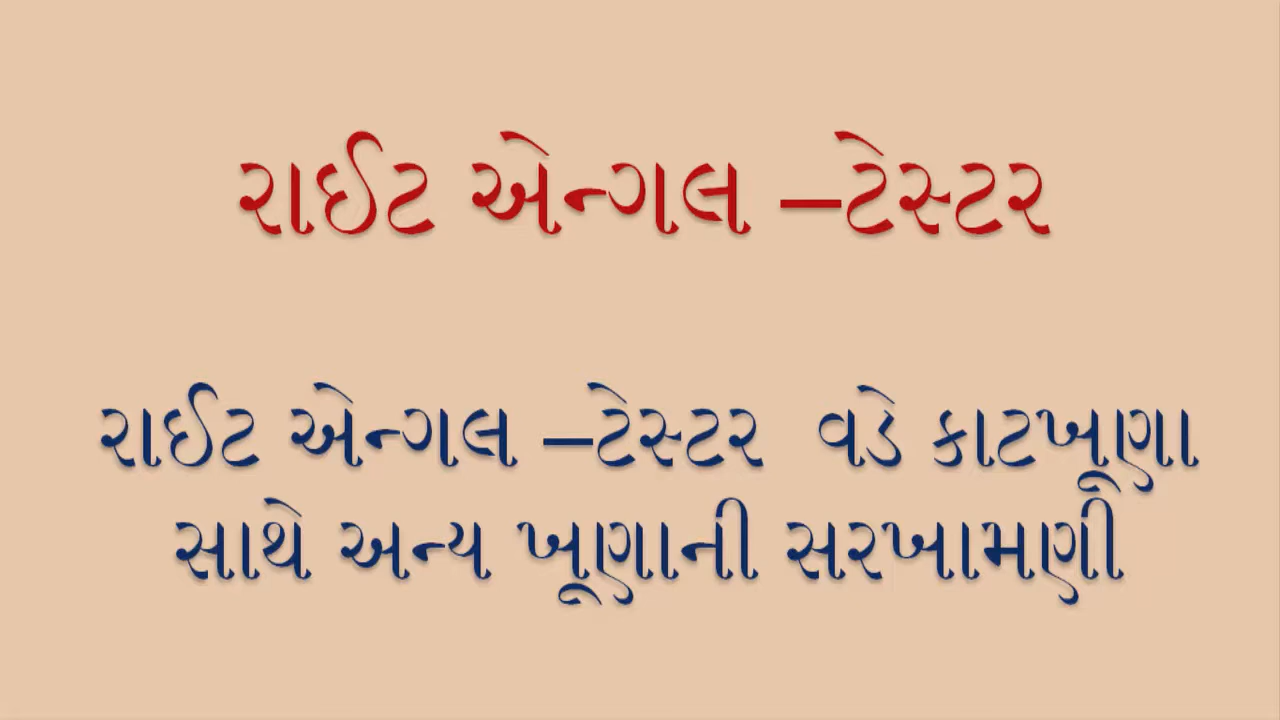 રાઈટ એન્ગલ –ટેસ્ટર
રાઈટ એન્ગલ –ટેસ્ટર વડે કાટખૂણા
સાથે અન્ય ખૂણાની સરખામણી